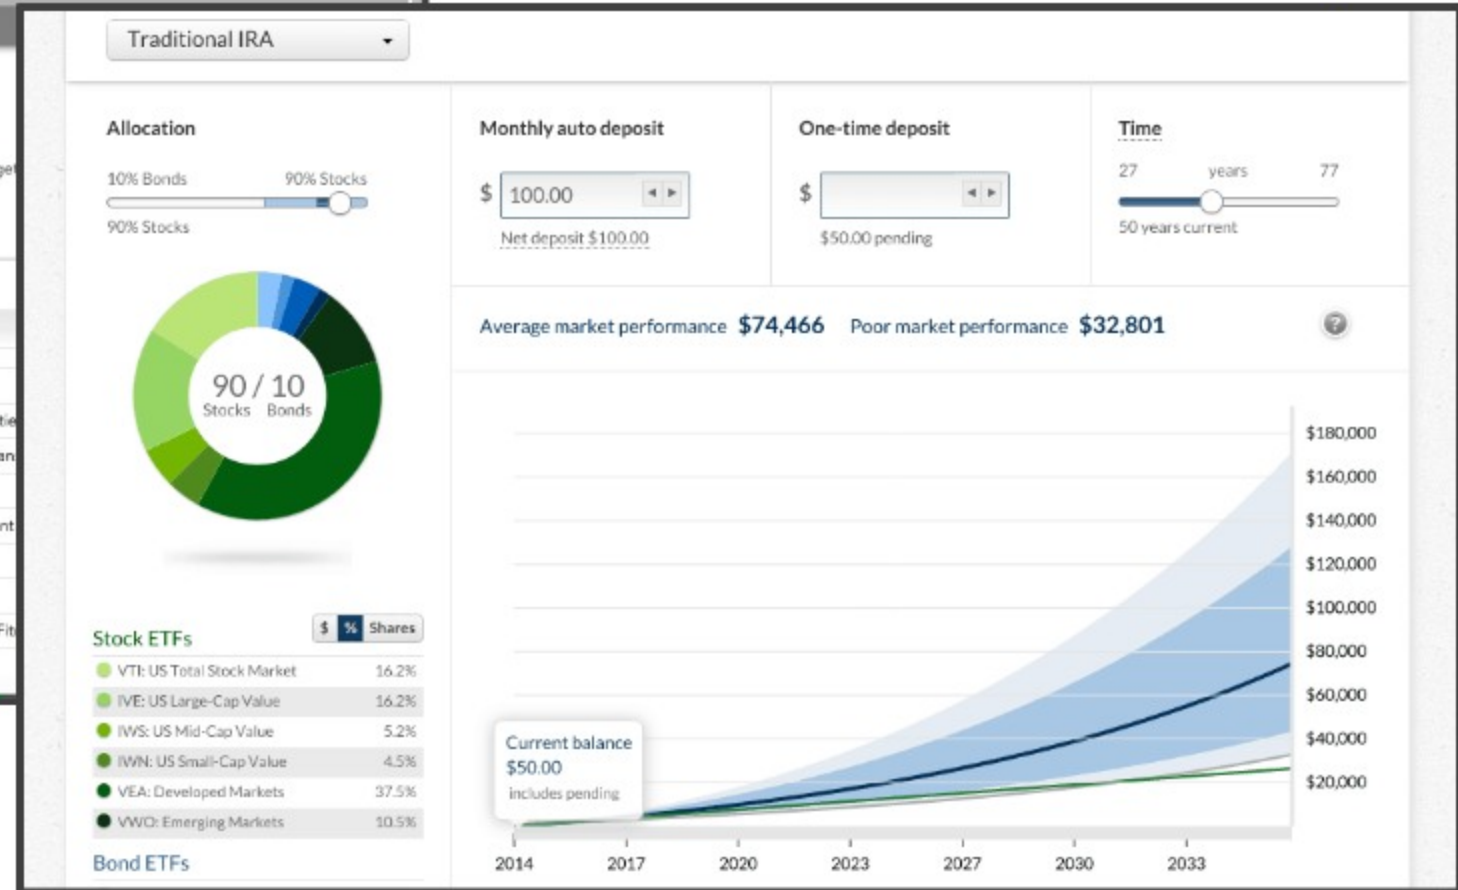 Traditional IRA
Allocation
10% Bonds 90% Stocks
90% Stocks
90 / 10
Stocks Bonds
Stock ETFs
$ % Shares
VTI: US Total Stock Market 16.2%
IVE: US Large-Cap Value 16.2%
IWS: US Mid-Cap Value 5.2%
IWN: US Small-Cap Value 4.5%
VEA: Developed Markets 37.5%
VWO: Emerging Markets 10.5%
Bond ETFs
Monthly auto deposit
$ 100.00
Net deposit $100.00
One-time deposit
$
$50.00 pending
Time
27 years 77
50 years current
Average market performance $74,466 Poor market performance $32,801
?
$180,000
$160,000
$140,000
$120,000
$100,000
$80,000
$60,000
$40,000
$20,000
Current balance
$50.00
includes pending
2014 2017 2020 2023 2027 2030 2033